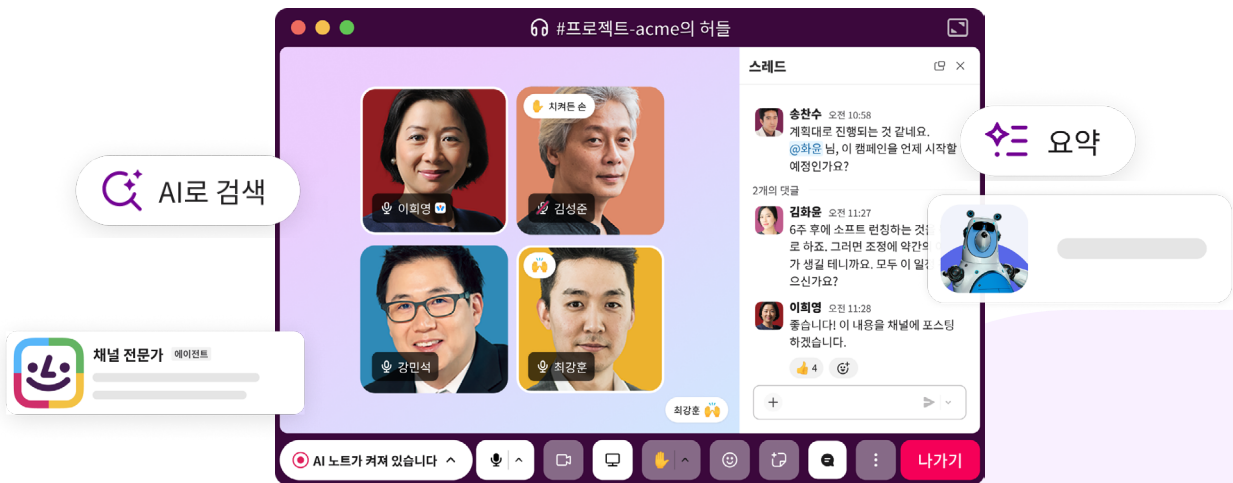 #프로젝트-acme의 허들
AI로 검색
채널 전문가 에이전트
치켜든 손
이희영
김성준
강민석
최강훈
최강훈
스레드
송찬수 오전 10:58
계획대로 진행되는 것 같네요.
@화윤 님, 이 캠페인을 언제 시작할
예정인가요?
2개의 댓글
김화윤 오전 11:27
6주 후에 소프트 런칭하는 것을
로 하죠. 그러면 조정에 약간의
가 생길 테니까요. 모두 이 일정
으신가요?
이희영 오전 11:28
좋습니다! 이 내용을 채널에 포스팅
하겠습니다.
4
요약
AI 노트가 켜져 있습니다
나가기